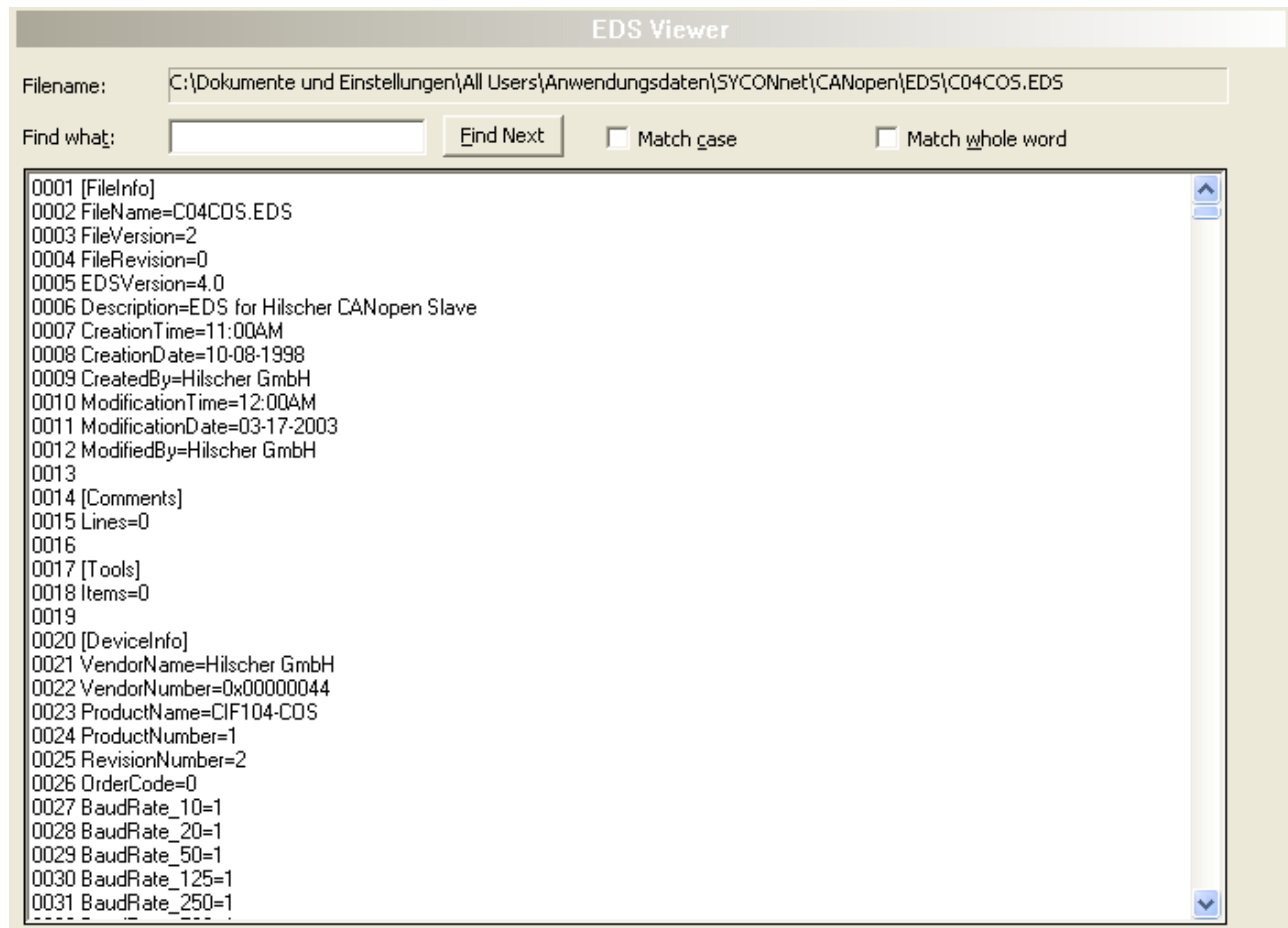 EDS Viewer
Filename: C:\Dokumente und Einstellungen\All Users\Anwendungsdaten\SYCONnet\CANopen\EDS\C04COS.EDS
Find what: Find Next Match case Match whole word
0001 [FileInfo]
0002 FileName=C04COS.EDS
0003 FileVersion=2
0004 FileRevision=0
0005 EDSVersion=4.0
0006 Description=EDS for Hilscher CANopen Slave
0007 CreationTime=11:00AM
0008 CreationDate=10-08-1998
0009 CreatedBy=Hilscher GmbH
0010 ModificationTime=12:00AM
0011 ModificationDate=03-17-2003
0012 ModifiedBy=Hilscher GmbH
0013
0014 [Comments]
0015 Lines=0
0016
0017 [Tools]
0018 Items=0
0019
0020 [DeviceInfo]
0021 VendorName=Hilscher GmbH
0022 VendorNumber=0x00000044
0023 ProductName=CIF104-COS
0024 ProductNumber=1
0025 RevisionNumber=2
0026 OrderCode=0
0027 BaudRate_10=1
0028 BaudRate_20=1
0029 BaudRate_50=1
0030 BaudRate_125=1
0031 BaudRate_250=1